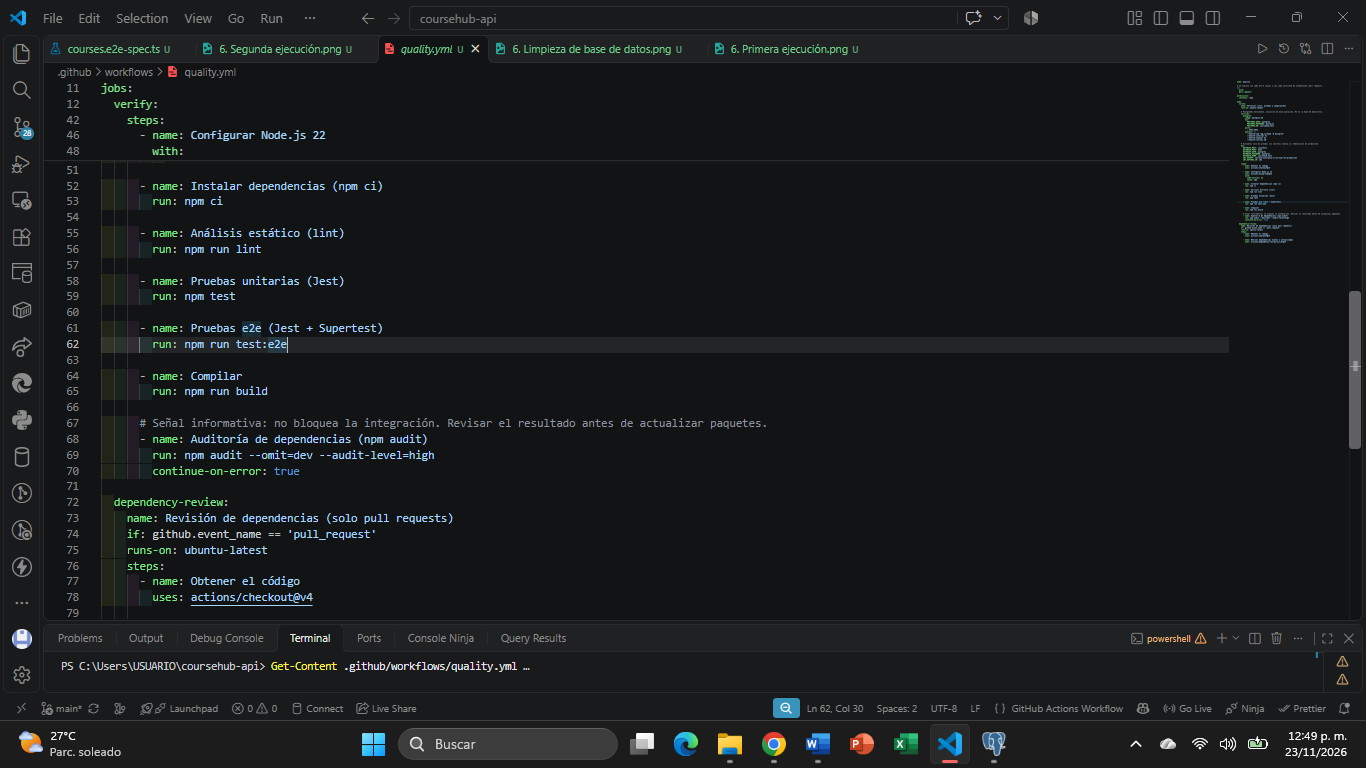 File Edit Selection View Go Run ··· coursehub-api
courses.e2e-spec.ts U 6. Segunda ejecución.png U quality.yml U 6. Limpieza de base de datos.png U 6. Primera ejecución.png U
.github > workflows > quality.yml
11 jobs:
12 verify:
42 steps:
46 - name: Configurar Node.js 22
48 with:
51
52 - name: Instalar dependencias (npm ci)
53 run: npm ci
54
55 - name: Análisis estático (lint)
56 run: npm run lint
57
58 - name: Pruebas unitarias (Jest)
59 run: npm test
60
61 - name: Pruebas e2e (Jest + Supertest)
62 run: npm run test:e2e
63
64 - name: Compilar
65 run: npm run build
66
67 # Señal informativa: no bloquea la integración. Revisar el resultado antes de actualizar paquetes.
68 - name: Auditoría de dependencias (npm audit)
69 run: npm audit --omit=dev --audit-level=high
70 continue-on-error: true
71
72 dependency-review:
73 name: Revisión de dependencias (solo pull requests)
74 if: github.event_name == 'pull_request'
75 runs-on: ubuntu-latest
76 steps:
77 - name: Obtener el código
78 uses: actions/checkout@v4
79
28
Problems Output Debug Console Terminal Ports Console Ninja Query Results powershell
PS C:\Users\USUARIO\coursehub-api> Get-Content .github/workflows/quality.yml …
main* Launchpad 0 0 Connect Live Share Ln 62, Col 30 Spaces: 2 UTF-8 LF { } GitHub Actions Workflow Go Live Ninja Prettier
27°C
Parc. soleado
Buscar
12:49 p. m.
23/11/2026